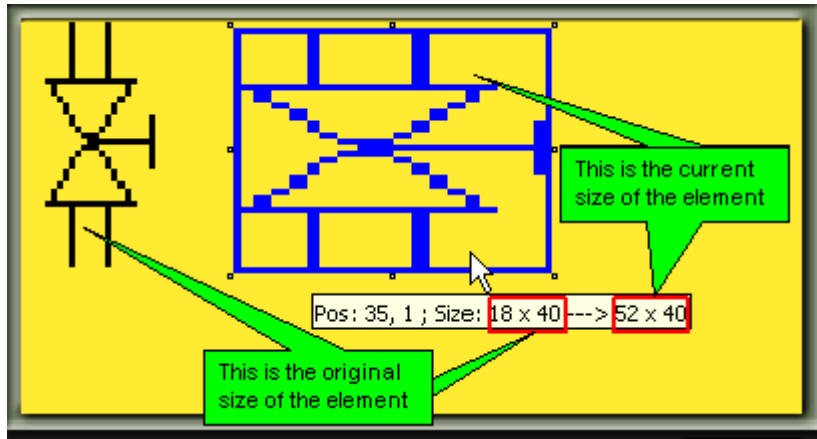 This is the current
size of the element
Pos: 35, 1 ; Size: 18 x 40 ---> 52 x 40
This is the original
size of the element